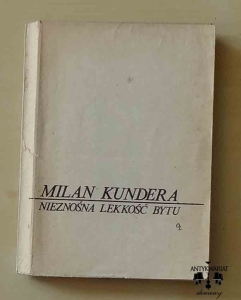 MILAN KUNDERA
NIEZNOŚNA LEKKOŚĆ BYTU
ANTYKWARIAT